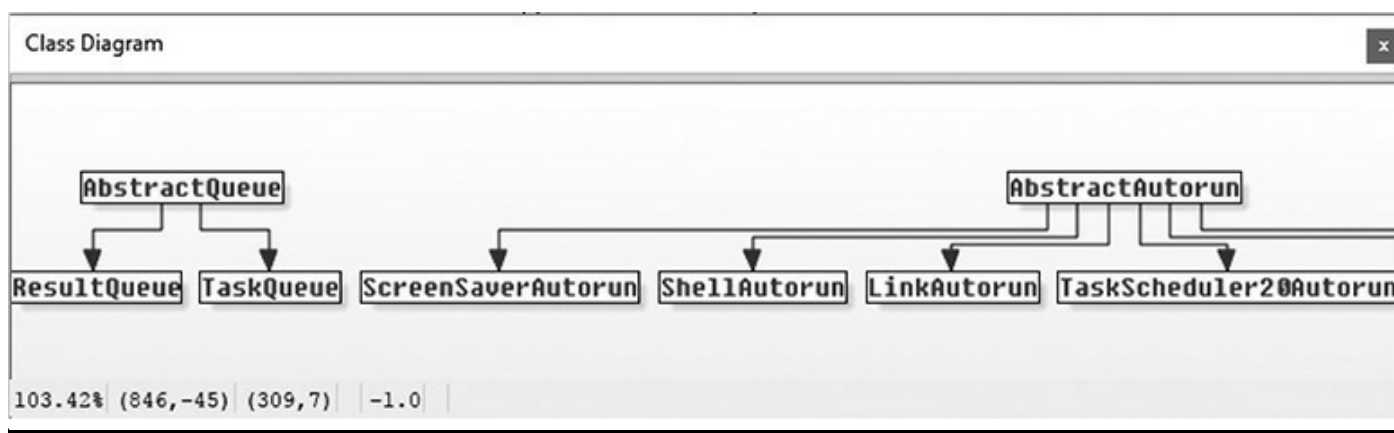 Class Diagram
x
AbstractQueue
AbstractAutorun
ResultQueue
TaskQueue
ScreenSaverAutorun
ShellAutorun
LinkAutorun
TaskScheduler20Autorun
103.42% (846,-45) (309,7) -1.0